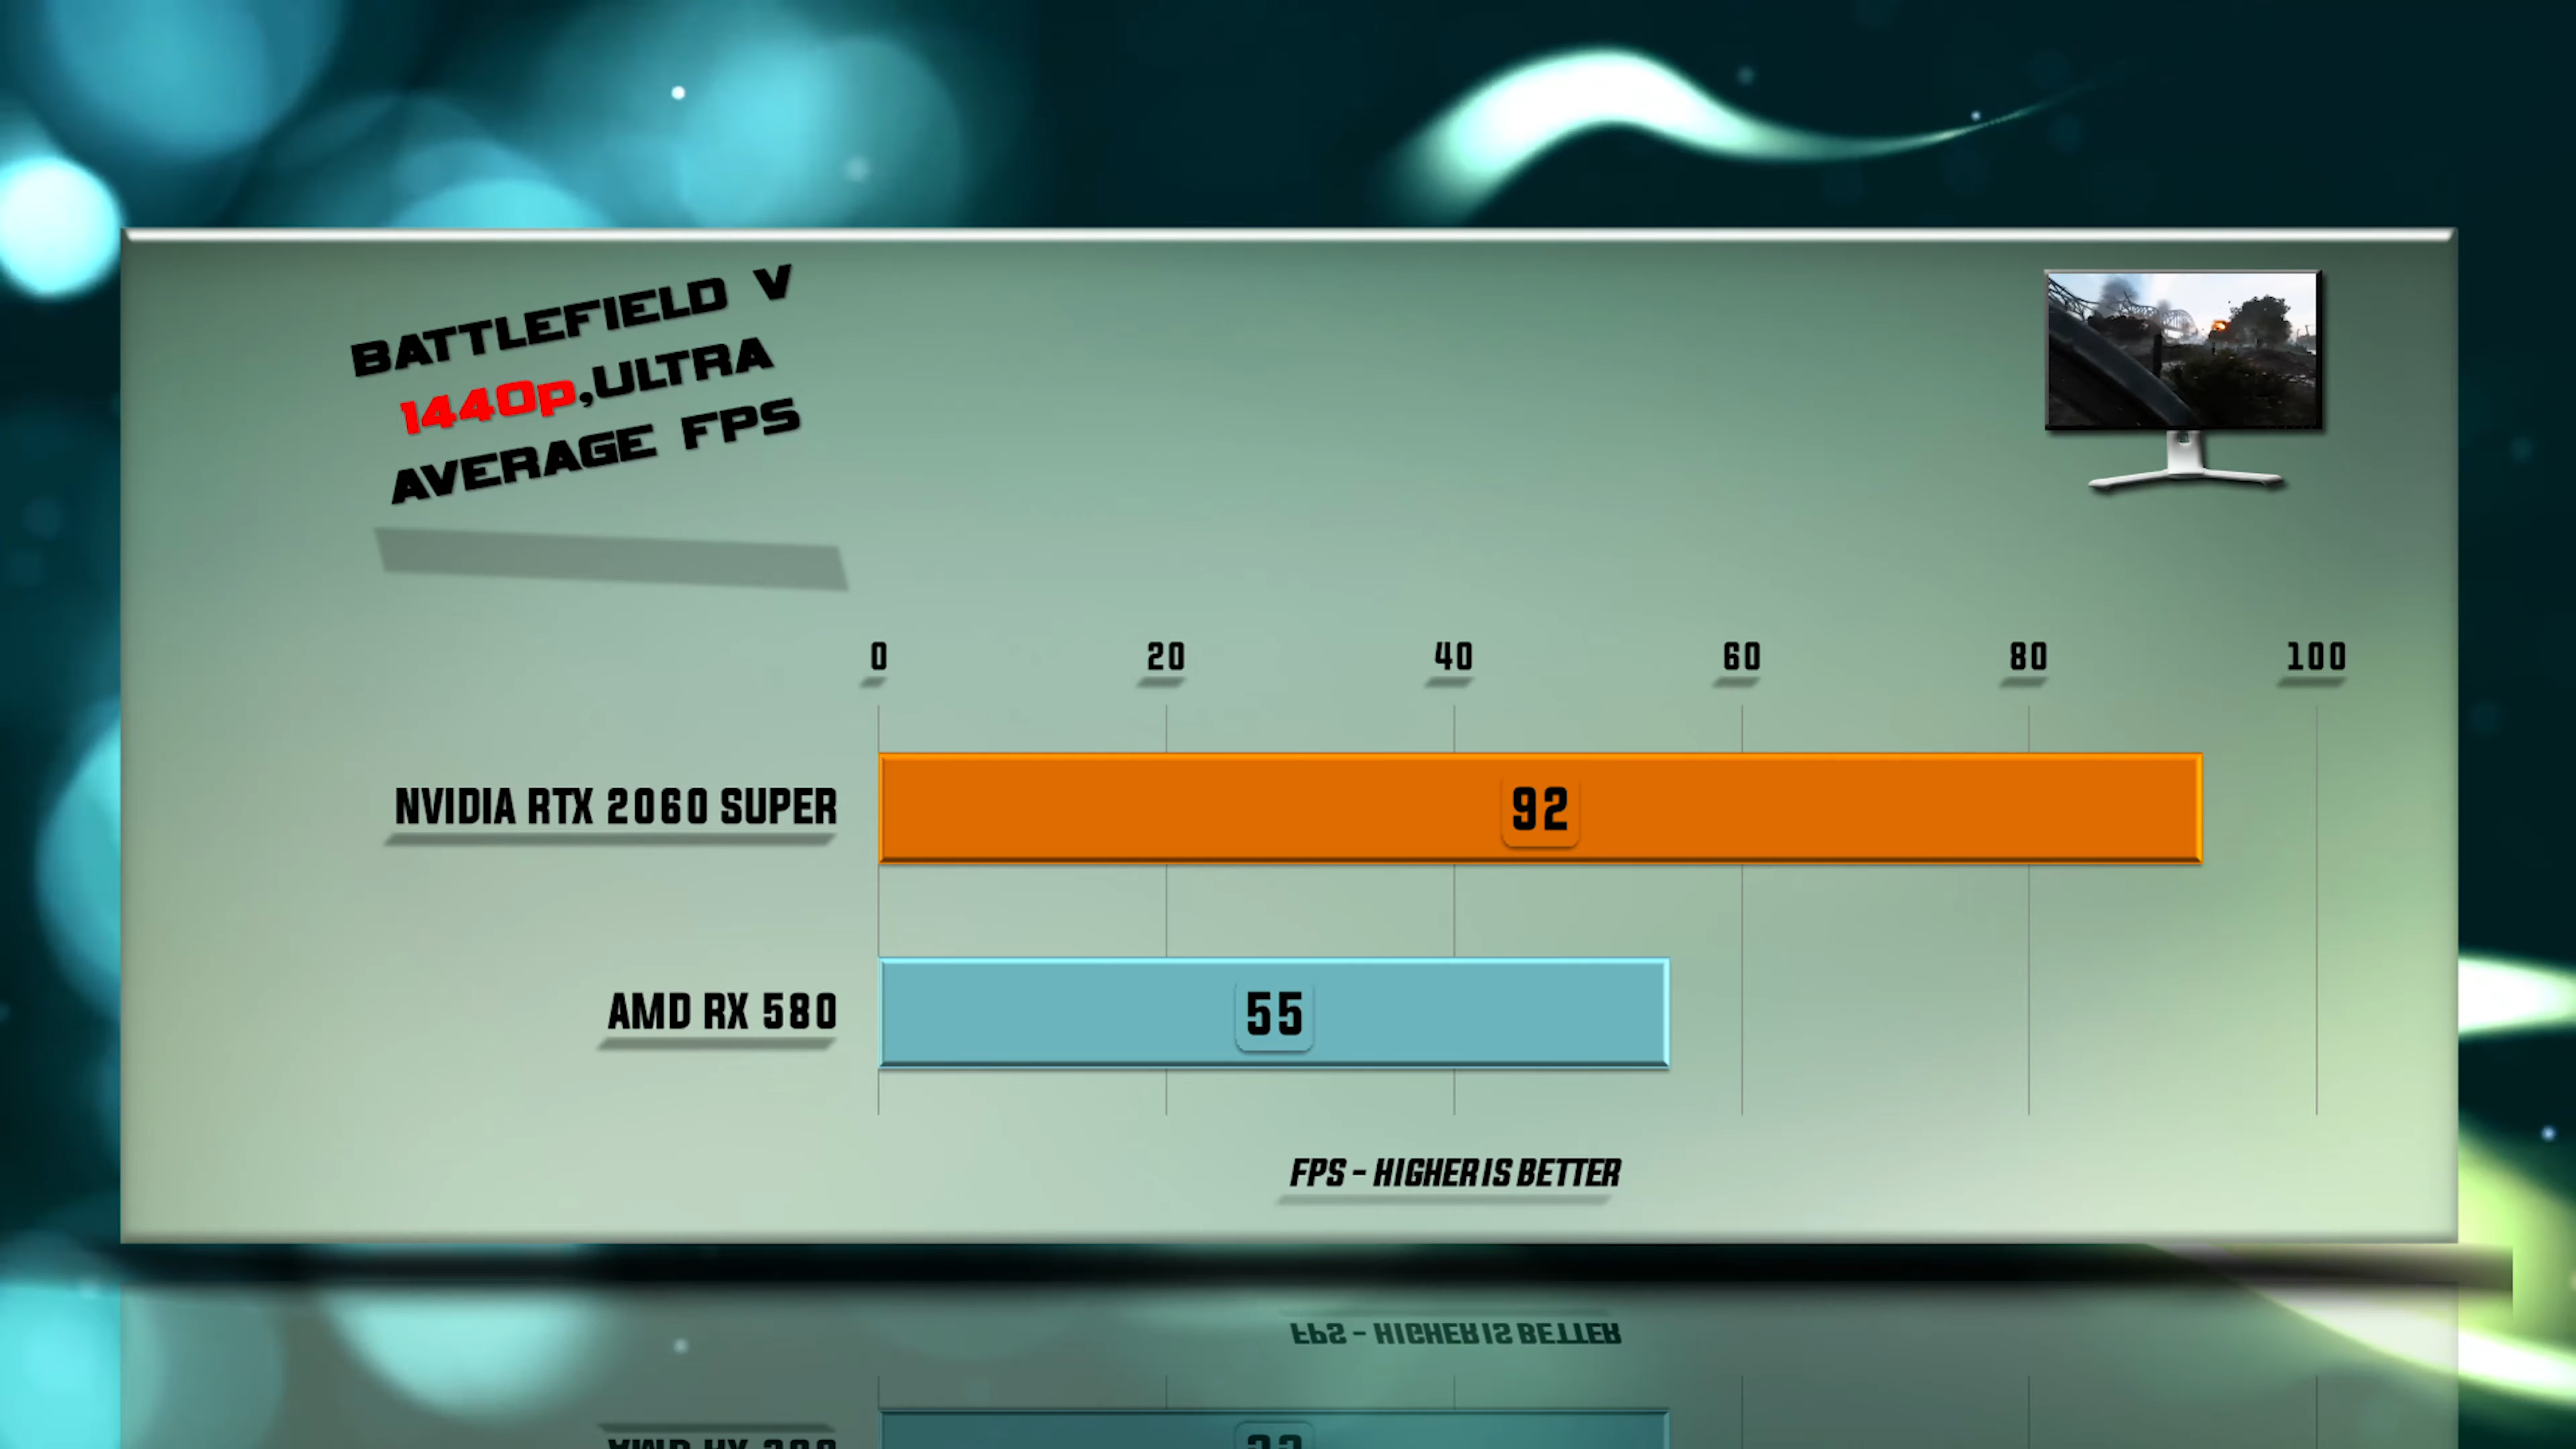 BATTLEFIELD V
1440p,ULTRA
AVERAGE FPS
0 20 40 60 80 100
NVIDIA RTX 2060 SUPER 92
AMD RX 580 55
FPS - HIGHER IS BETTER